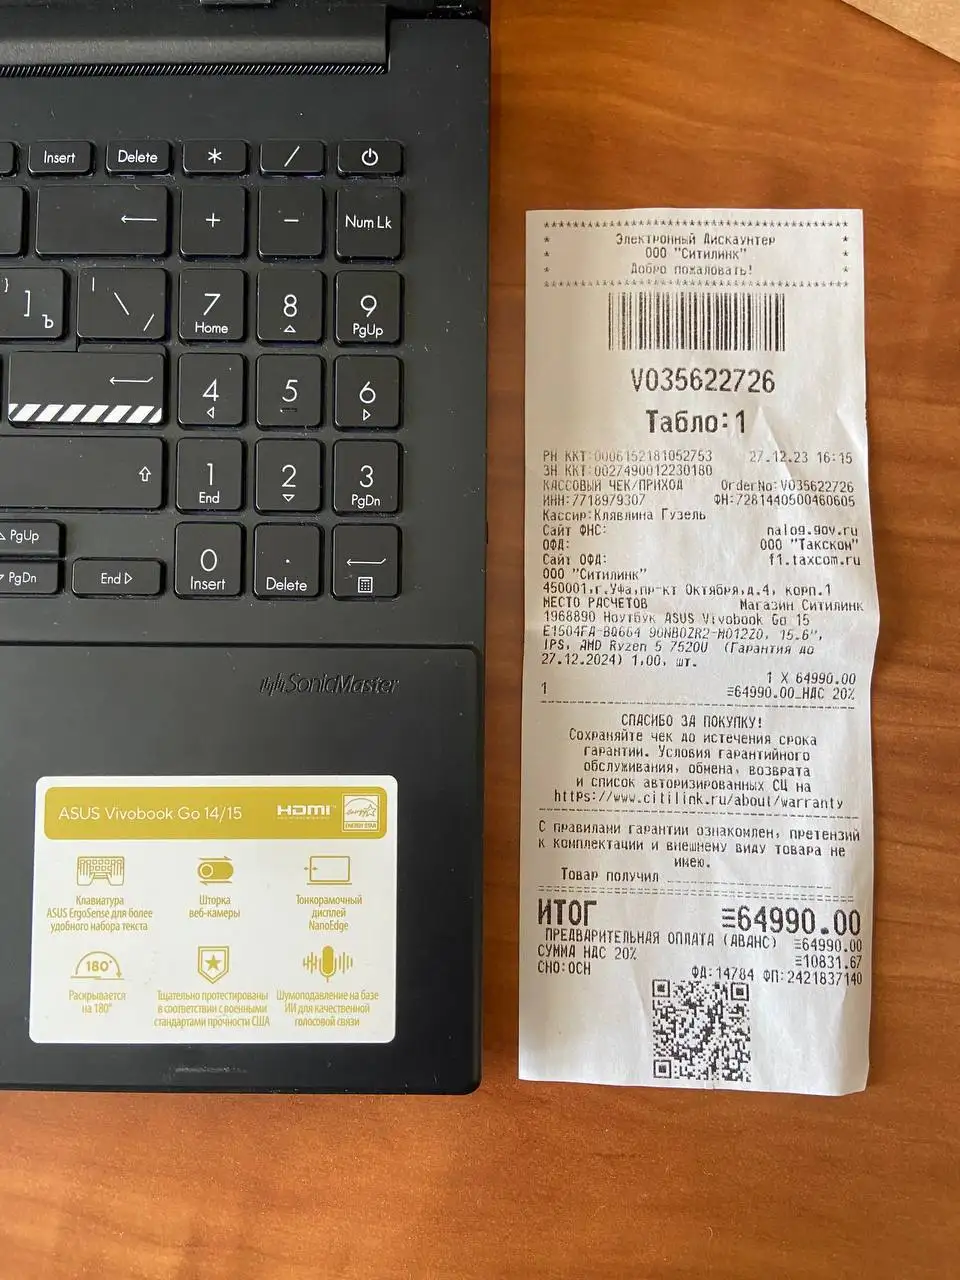 Insert
Delete
*
/
+
-
Num Lk
}
]
Ъ
|
\
/
7
Home
8
9
PgUp
4
5
6
1
End
2
3
PgDn
PgUp
PgDn
End
0
Insert
.
Delete
SonicMaster
ASUS Vivobook Go 14/15
HDMI
energy
ENERGY STAR
Клавиатура
ASUS ErgoSense для более
удобного набора текста
Шторка
веб-камеры
Тонкорамочный
дисплей
NanoEdge
180°
Раскрывается
на 180°
Тщательно протестированы
в соответствии с военными
стандартами прочности США
Шумоподавление на базе
ИИ для качественной
голосовой связи
Электронный Дискаунтер
ООО "Ситилинк"
Добро пожаловать!
V035622726
Табло:1
РН ККТ:0006152181052753 27.12.23 16:15
ЗН ККТ:0027490012230180
КАССОВЫЙ ЧЕК/ПРИХОД OrderNo:V035622726
ИНН:7718979307 ФН:7281440500460605
Кассир:Клявлина Гузель
Сайт ФНС: nalog.gov.ru
ОФД: ООО "Такском"
Сайт ОФД: f1.taxcom.ru
ООО "Ситилинк"
450001,г.Уфа,пр-кт Октября,д.4, корп.1
МЕСТО РАСЧЕТОВ Магазин Ситилинк
1968890 Ноутбук ASUS Vivobook Go 15
E1504FA-BQ664 90NB0ZR2-M01220, 15.6",
IPS, AMD Ryzen 5 7520U (Гарантия до
27.12.2024) 1,00, шт.
1 X 64990.00
1 ≡64990.00_НДС 20%
СПАСИБО ЗА ПОКУПКУ!
Сохраняйте чек до истечения срока
гарантии. Условия гарантийного
обслуживания, обмена, возврата
и список авторизированных СЦ на
https://www.citilink.ru/about/warranty
С правилами гарантии ознакомлен, претензий
к комплектации и внешнему виду товара не
имею.
Товар получил
ИТОГ ≡64990.00
ПРЕДВАРИТЕЛЬНАЯ ОПЛАТА (АВАНС) ≡64990.00
СУММА НДС 20% ≡10831.67
СНО:ОСН ФД:14784 ФП:2421837140